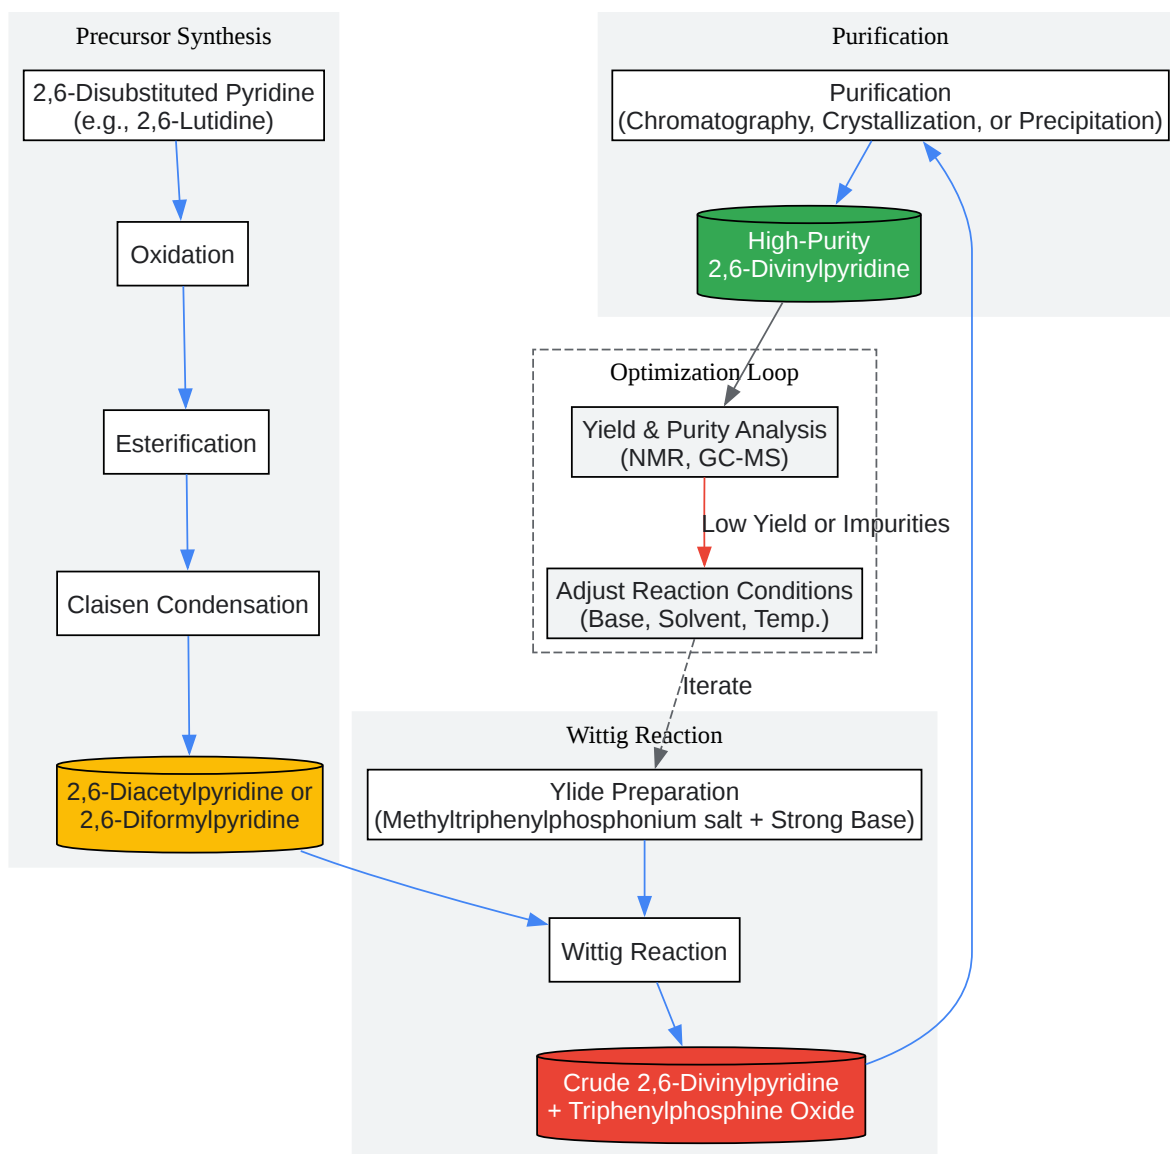 Precursor Synthesis
2,6-Disubstituted Pyridine
(e.g., 2,6-Lutidine)
Oxidation
Esterification
Claisen Condensation
2,6-Diacetylpyridine or
2,6-Diformylpyridine
Purification
Purification
(Chromatography, Crystallization, or Precipitation)
High-Purity
2,6-Divinylpyridine
Optimization Loop
Yield & Purity Analysis
(NMR, GC-MS)
Low Yield or Impurities
Adjust Reaction Conditions
(Base, Solvent, Temp.)
Iterate
Wittig Reaction
Ylide Preparation
(Methyltriphenylphosphonium salt + Strong Base)
Wittig Reaction
Crude 2,6-Divinylpyridine
+ Triphenylphosphine Oxide